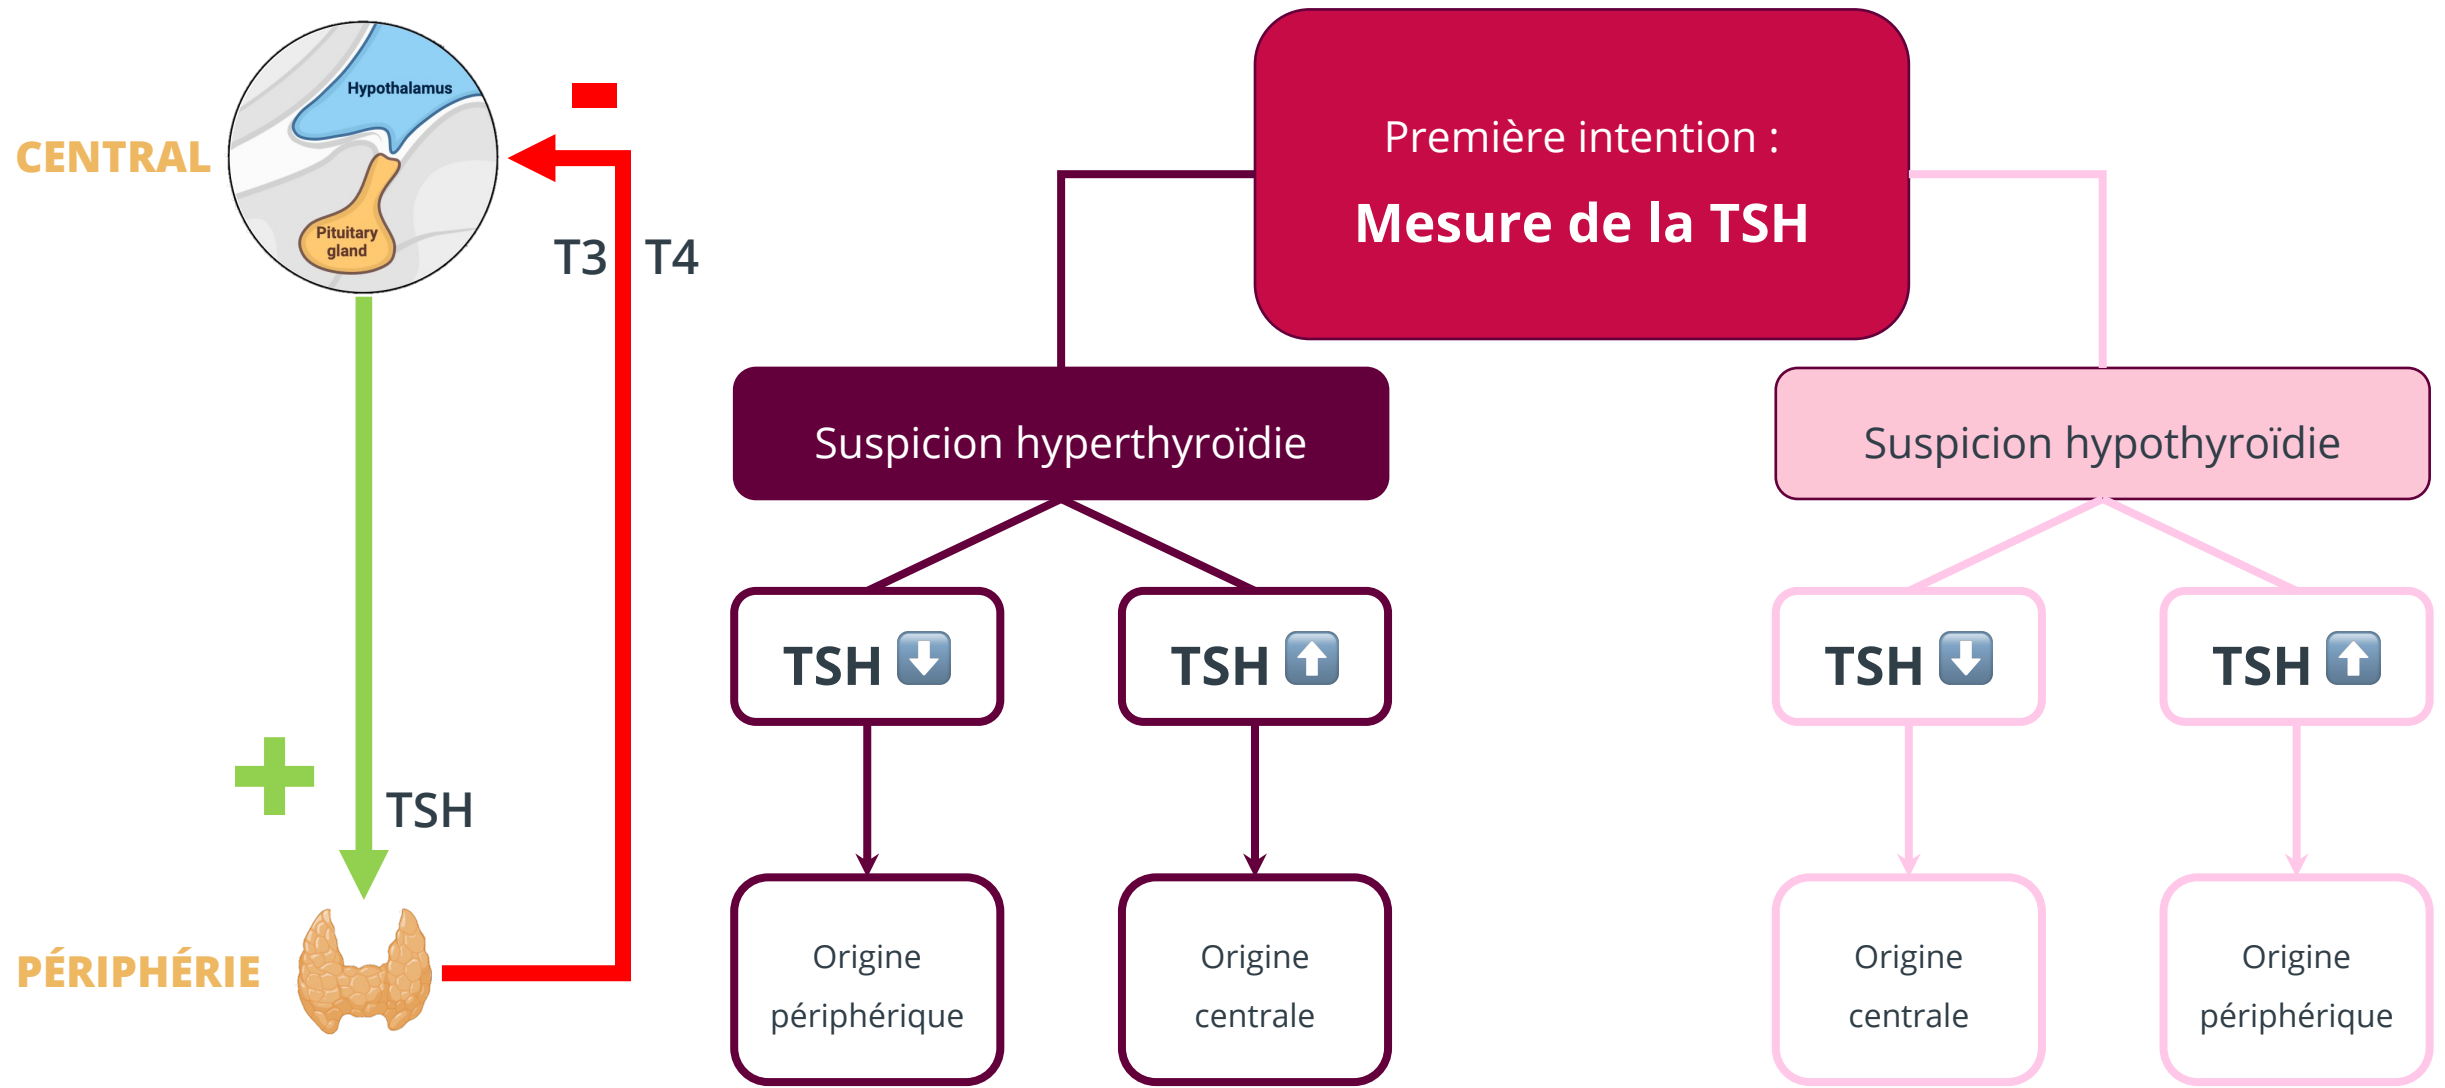 Hypothalamus
CENTRAL
Pituitary
gland
T3 T4
TSH
PÉRIPHÉRIE
Première intention :
Mesure de la TSH
Suspicion hyperthyroïdie
TSH ⬇️
TSH ⬆️
Origine
périphérique
Origine
centrale
Suspicion hypothyroïdie
TSH ⬇️
TSH ⬆️
Origine
centrale
Origine
périphérique